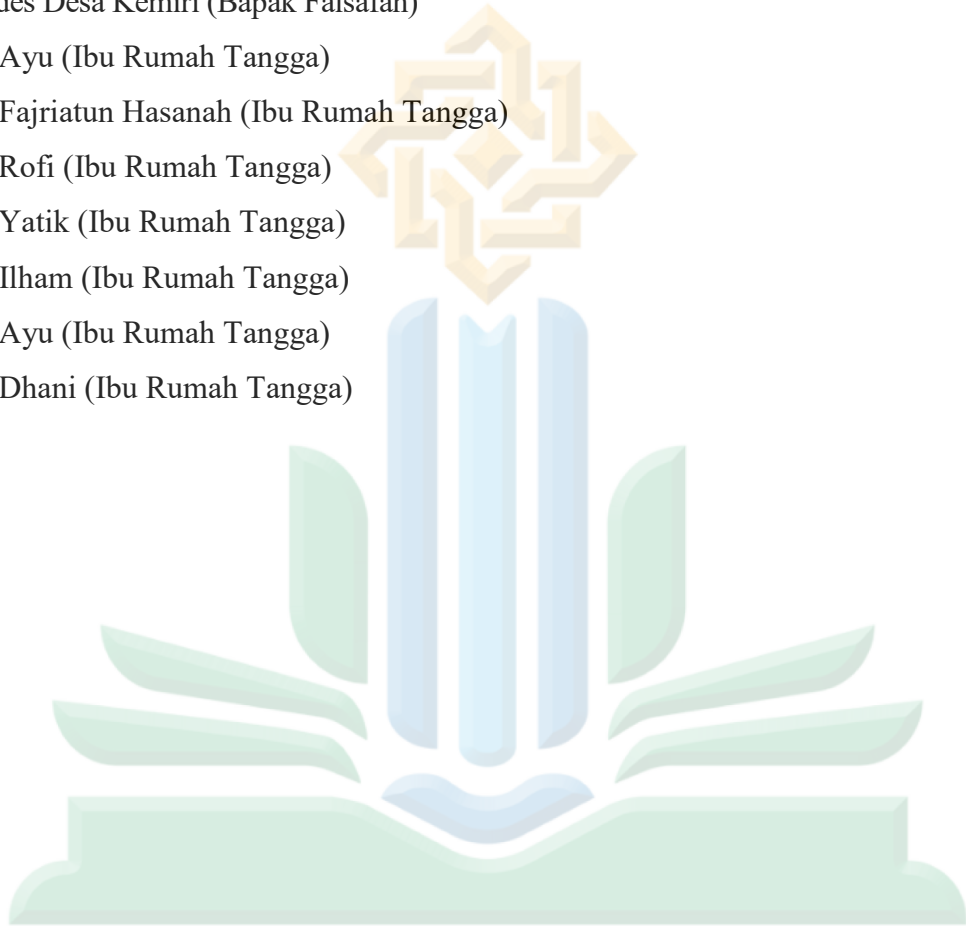 Desa Kemiri (Bapak Falsafah)
Ayu (Ibu Rumah Tangga)
Fajriatun Hasanah (Ibu Rumah Tangga)
Rofi (Ibu Rumah Tangga)
Yatik (Ibu Rumah Tangga)
Ilham (Ibu Rumah Tangga)
Ayu (Ibu Rumah Tangga)
Dhani (Ibu Rumah Tangga)